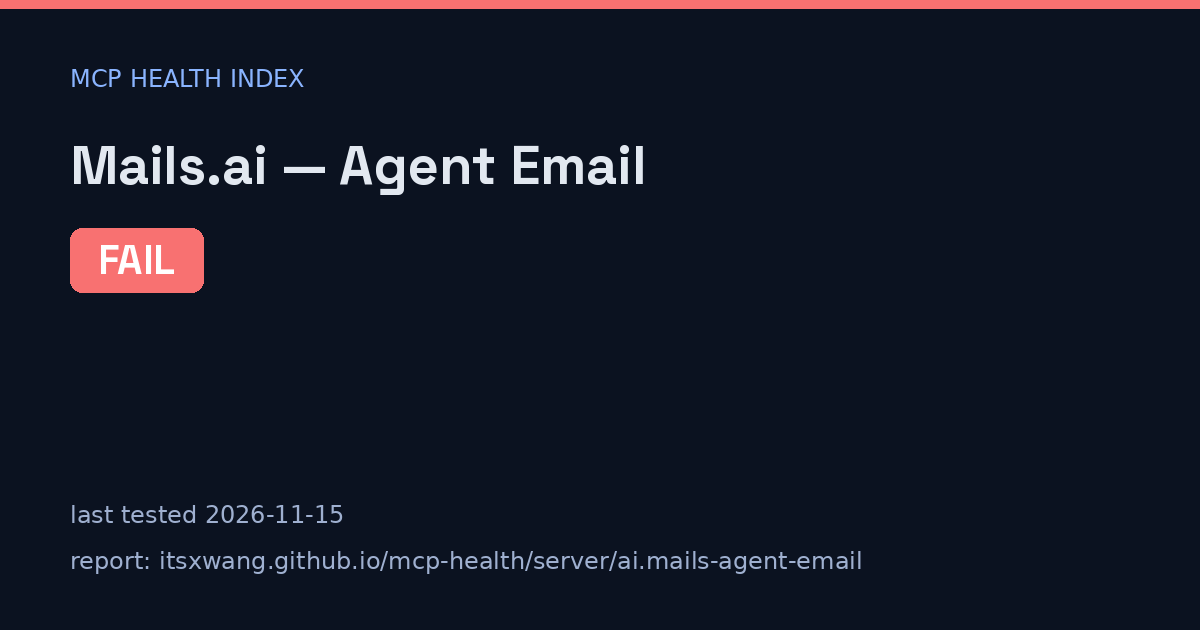 MCP HEALTH INDEX
Mails.ai — Agent Email
FAIL
last tested 2026-11-15
report: itsxwang.github.io/mcp-health/server/ai.mails-agent-email